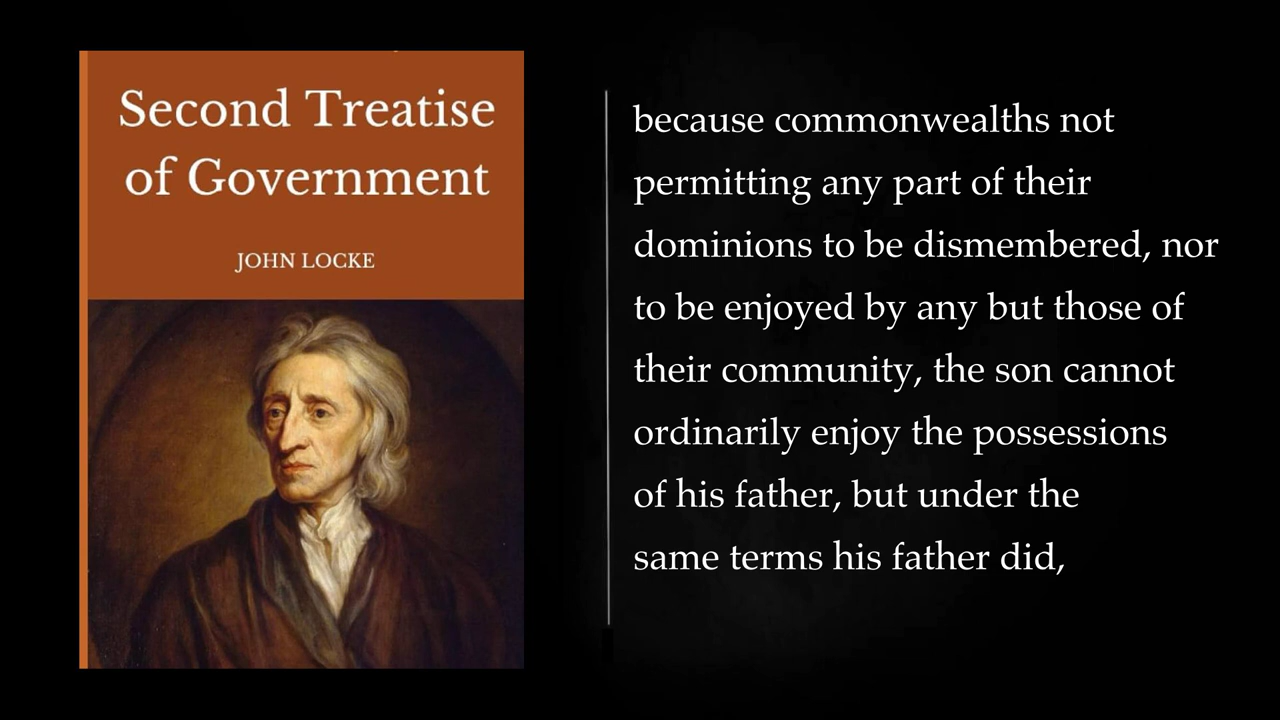 Second Treatise
of Government
JOHN LOCKE
because commonwealths not
permitting any part of their
dominions to be dismembered, nor
to be enjoyed by any but those of
their community, the son cannot
ordinarily enjoy the possessions
of his father, but under the
same terms his father did,